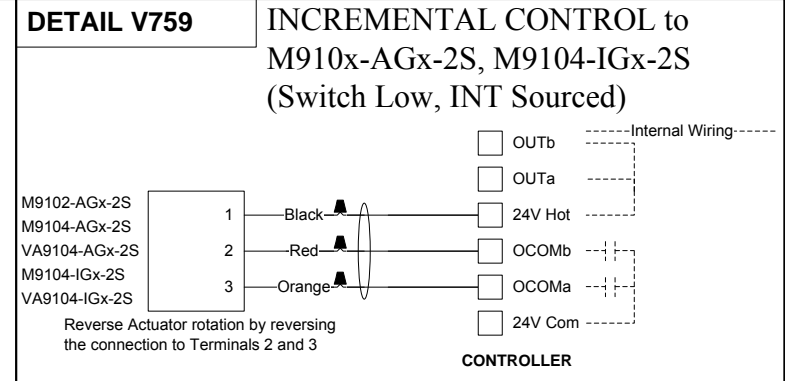 DETAIL V759
INCREMENTAL CONTROL to
M910x-AGx-2S, M9104-IGx-2S
(Switch Low, INT Sourced)
Internal Wiring
OUTb
OUTa
24V Hot
OCOMb
OCOMa
24V Com
CONTROLLER
M9102-AGx-2S
M9104-AGx-2S
VA9104-AGx-2S
M9104-IGx-2S
VA9104-IGx-2S
1
Black
2
Red
3
Orange
Reverse Actuator rotation by reversing
the connection to Terminals 2 and 3